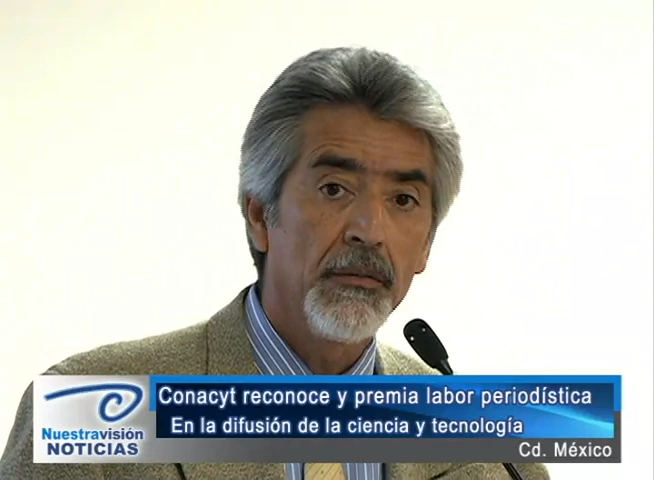 Conacyt reconoce y premia labor periodística
En la difusión de la ciencia y tecnología
Nuestravisión
NOTICIAS
Cd. México